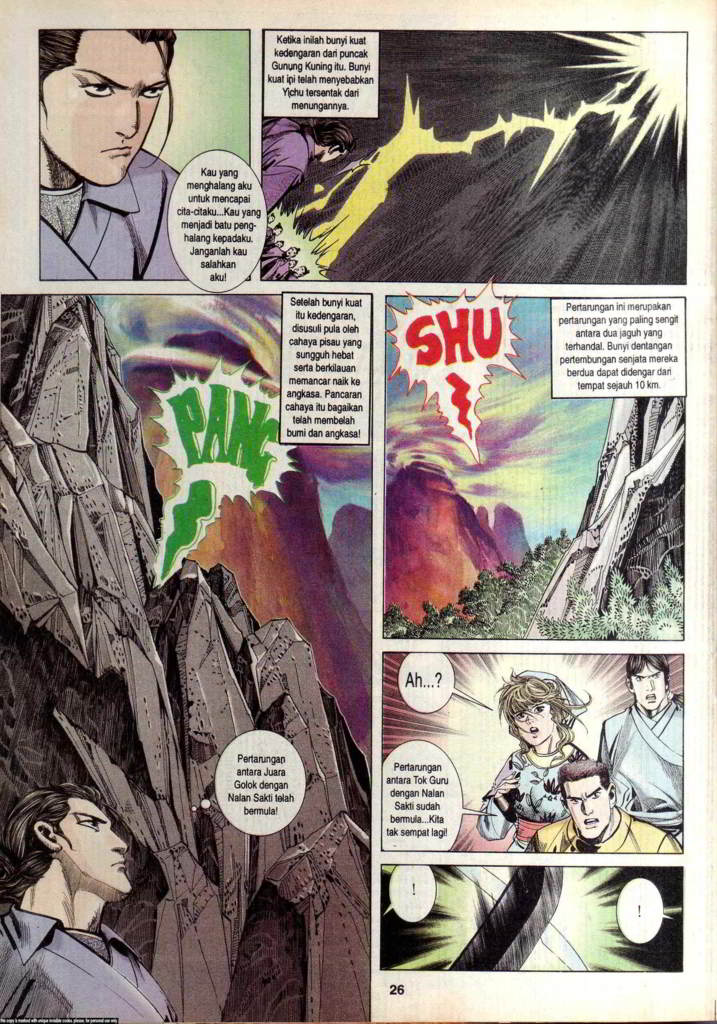 Kau yang
menghalang aku
untuk mencapai
cita-citaku...Kau yang
menjadi batu peng-
halang kepadaku.
Janganlah kau
salahkan
aku!
Ketika inilah bunyi kuat
kedengaran dari puncak
Gunung Kuning itu. Bunyi
kuat ini telah menyebabkan
Yichu tersentak dari
menungannya.
Setelah bunyi kuat
itu kedengaran,
disusuli pula oleh
cahaya pisau yang
sungguh hebat
serta berkilauan
memancar naik ke
angkasa. Pancaran
cahaya itu bagaikan
telah membelah
bumi dan angkasa!
PANG
Pertarungan
antara Juara
Golok dengan
Nalan Sakti telah
bermula!
SHU
Pertarungan ini merupakan
pertarungan yang paling sengit
antara dua jaguh yang
terhandal. Bunyi dentangan
pertembungan senjata mereka
berdua dapat didengar dari
tempat sejauh 10 km.
Ah...?
Pertarungan
antara Tok Guru
dengan Nalan
Sakti sudah
bermula...Kita
tak sempat lagi!
!
!
26